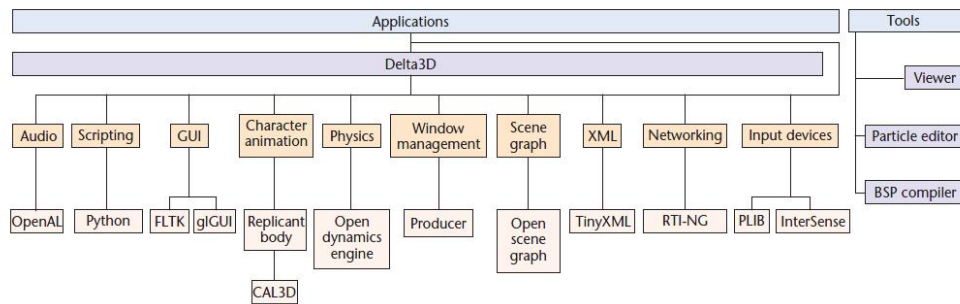 Applications
Tools
Delta3D
Viewer
Audio
Scripting
GUI
Character
animation
Physics
Window
management
Scene
graph
XML
Networking
Input devices
Particle editor
BSP compiler
OpenAL
Python
FLTK
glGUI
Replicant
body
Open
dynamics
engine
Producer
Open
scene
graph
TinyXML
RTI-NG
PLIB
InterSense
CAL3D